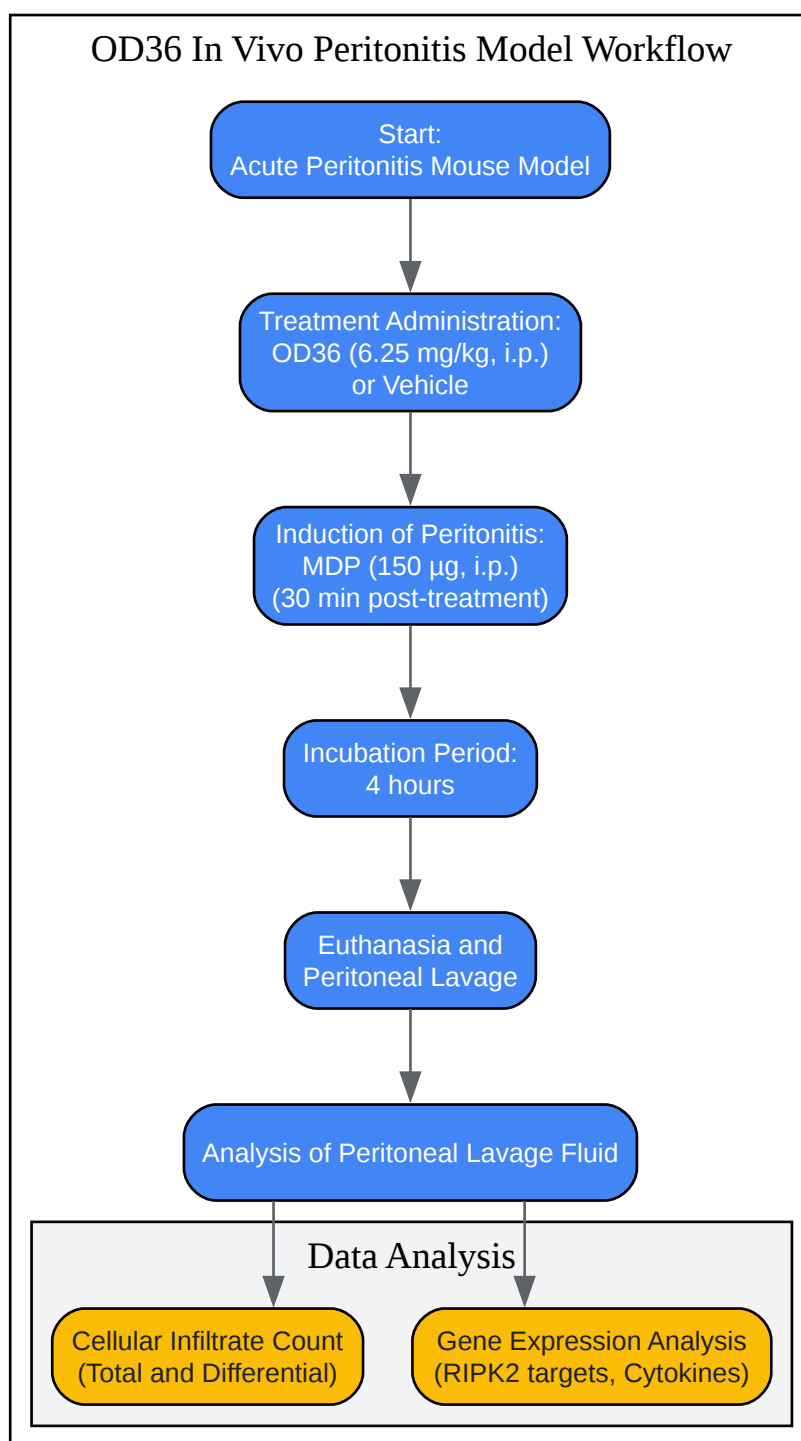 OD36 In Vivo Peritonitis Model Workflow
Start:
Acute Peritonitis Mouse Model
Treatment Administration:
OD36 (6.25 mg/kg, i.p.)
or Vehicle
Induction of Peritonitis:
MDP (150 µg, i.p.)
(30 min post-treatment)
Incubation Period:
4 hours
Euthanasia and
Peritoneal Lavage
Analysis of Peritoneal Lavage Fluid
Data Analysis
Cellular Infiltrate Count
(Total and Differential)
Gene Expression Analysis
(RIPK2 targets, Cytokines)